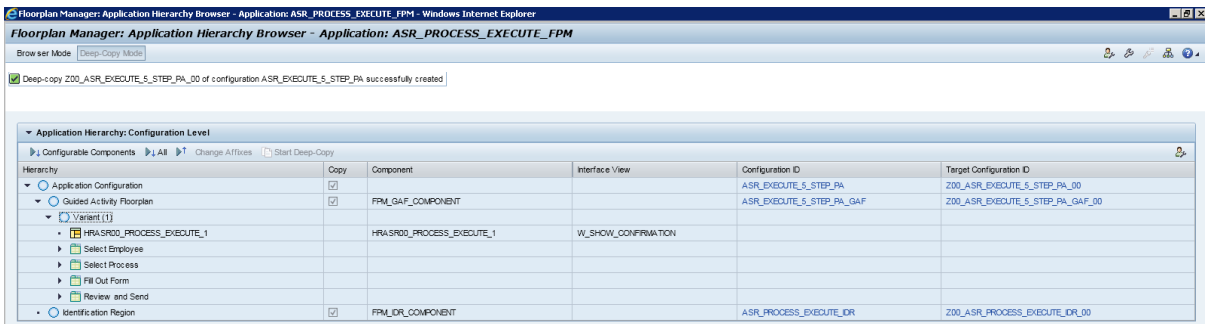 Floorplan Manager: Application Hierarchy Browser - Application: ASR_PROCESS_EXECUTE_FPM - Windows Internet Explorer
Floorplan Manager: Application Hierarchy Browser - Application: ASR_PROCESS_EXECUTE_FPM
Browser Mode Deep-Copy Mode
Deep-copy Z00_ASR_EXECUTE_5_STEP_PA_00 of configuration ASR_EXECUTE_5_STEP_PA successfully created
Application Hierarchy: Configuration Level
Configurable Components All Change Affixes Start Deep-Copy
Hierarchy Copy Component Interface View Configuration ID Target Configuration ID
Application Configuration ASR_EXECUTE_5_STEP_PA Z00_ASR_EXECUTE_5_STEP_PA_00
Guided Activity Floorplan FPM_GAF_COMPONENT ASR_EXECUTE_5_STEP_PA_GAF Z00_ASR_EXECUTE_5_STEP_PA_GAF_00
Variant (1)
HRASR00_PROCESS_EXECUTE_1 HRASR00_PROCESS_EXECUTE_1 W_SHOW_CONFIRMATION
Select Employee
Select Process
Fill Out Form
Review and Send
Identification Region FPM_IDR_COMPONENT ASR_PROCESS_EXECUTE_IDR Z00_ASR_PROCESS_EXECUTE_IDR_00